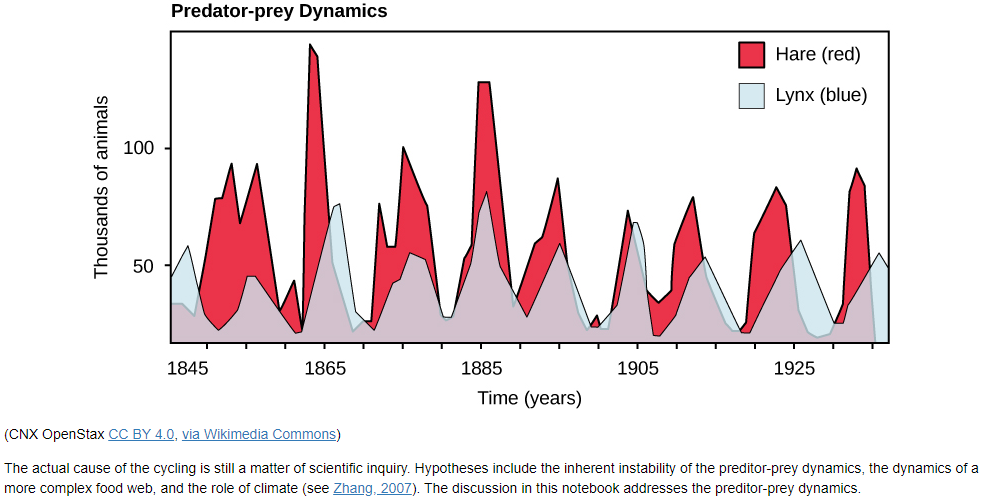 Predator-prey Dynamics
Hare (red)
Lynx (blue)
Thousands of animals
100
50
1845 1865 1885 1905 1925
Time (years)
(CNX OpenStax CC BY 4.0, via Wikimedia Commons)
The actual cause of the cycling is still a matter of scientific inquiry. Hypotheses include the inherent instability of the preditor-prey dynamics, the dynamics of a
more complex food web, and the role of climate (see Zhang, 2007). The discussion in this notebook addresses the preditor-prey dynamics.